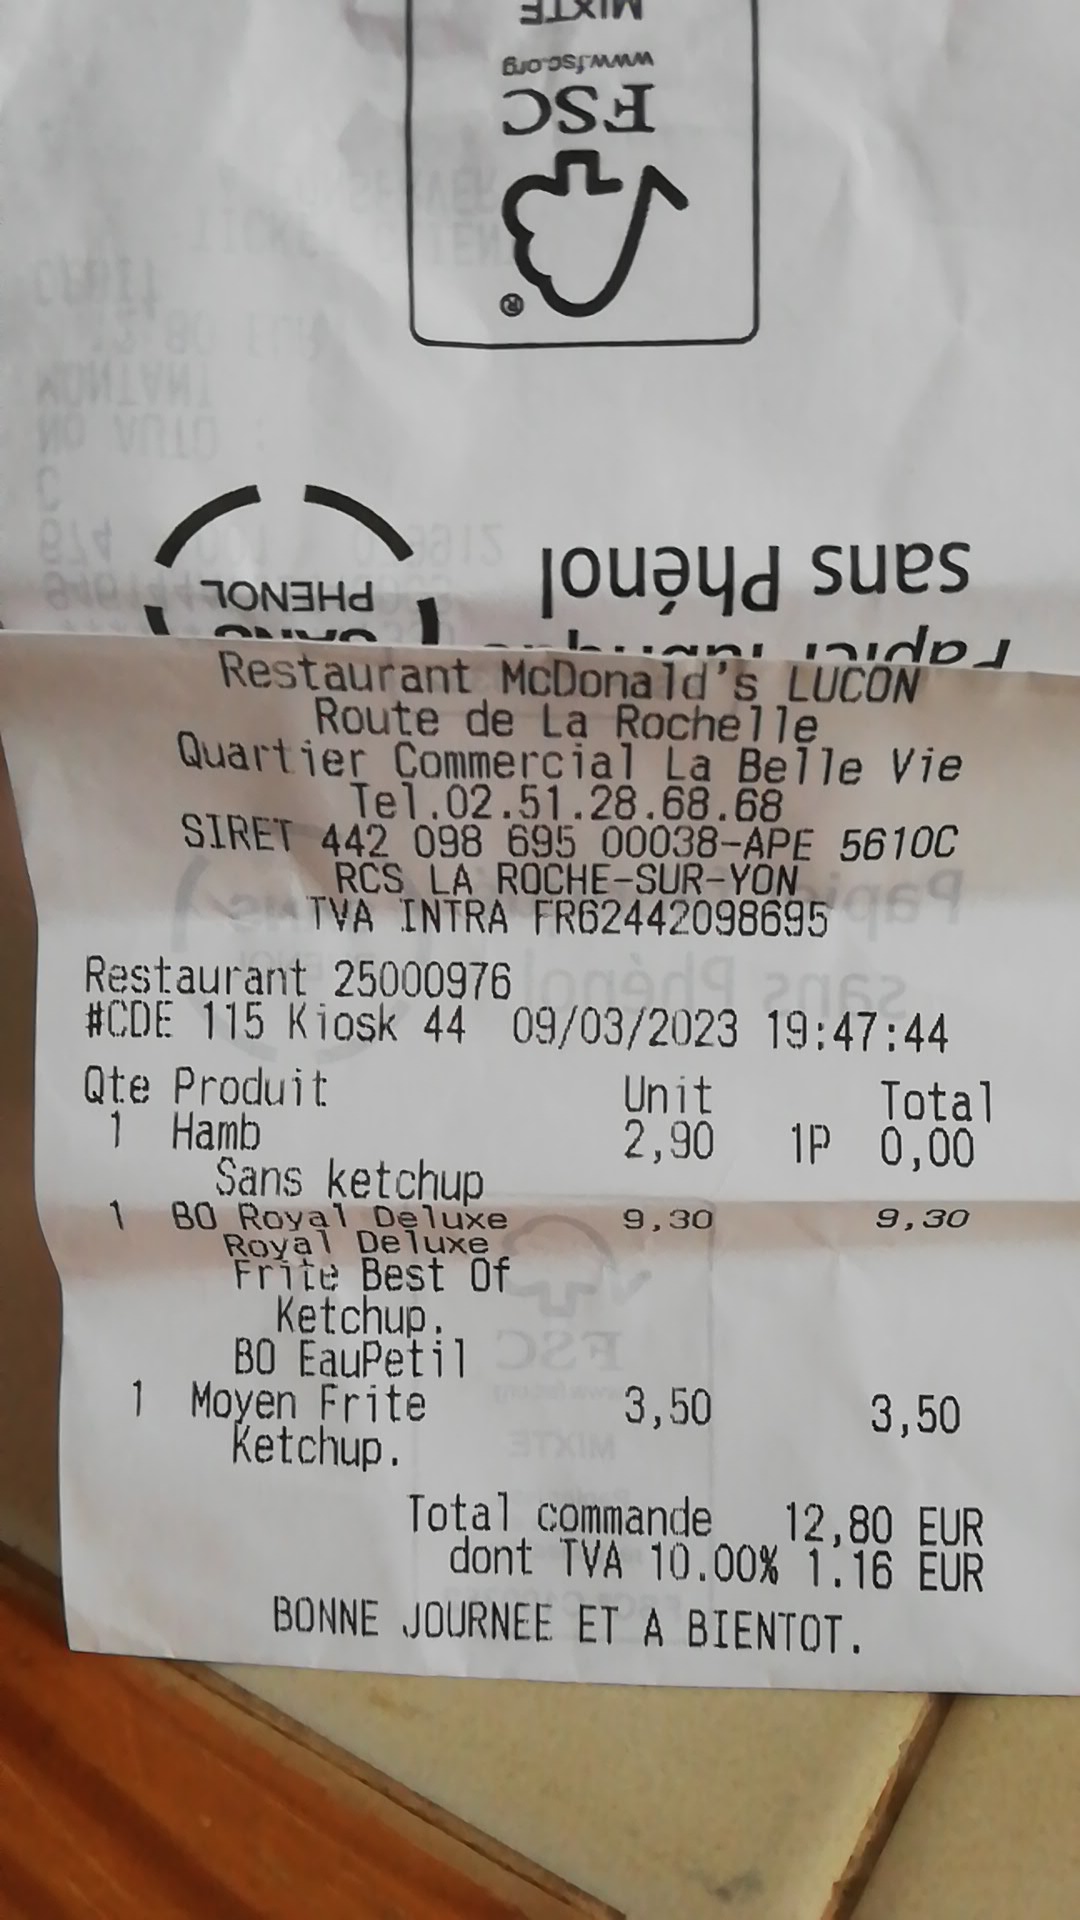 MIXTE
www.fsc.org
FSC
®
sans Phénol
PHENOL
SANS
Papier
Restaurant McDonald's LUCON
Route de La Rochelle
Quartier Commercial La Belle Vie
Tel.02.51.28.68.68
SIRET 442 098 695 00038-APE 5610C
RCS LA ROCHE-SUR-YON
TVA INTRA FR62442098695
Restaurant 25000976
#CDE 115 Kiosk 44 09/03/2023 19:47:44
Qte Produit Unit Total
1 Hamb 2,90 1P 0,00
Sans ketchup
1 BO Royal Deluxe 9,30 9,30
Royal Deluxe
Frite Best Of
Ketchup.
BO EauPetil
1 Moyen Frite 3,50 3,50
Ketchup.
Total commande 12,80 EUR
dont TVA 10.00% 1.16 EUR
BONNE JOURNEE ET A BIENTOT.